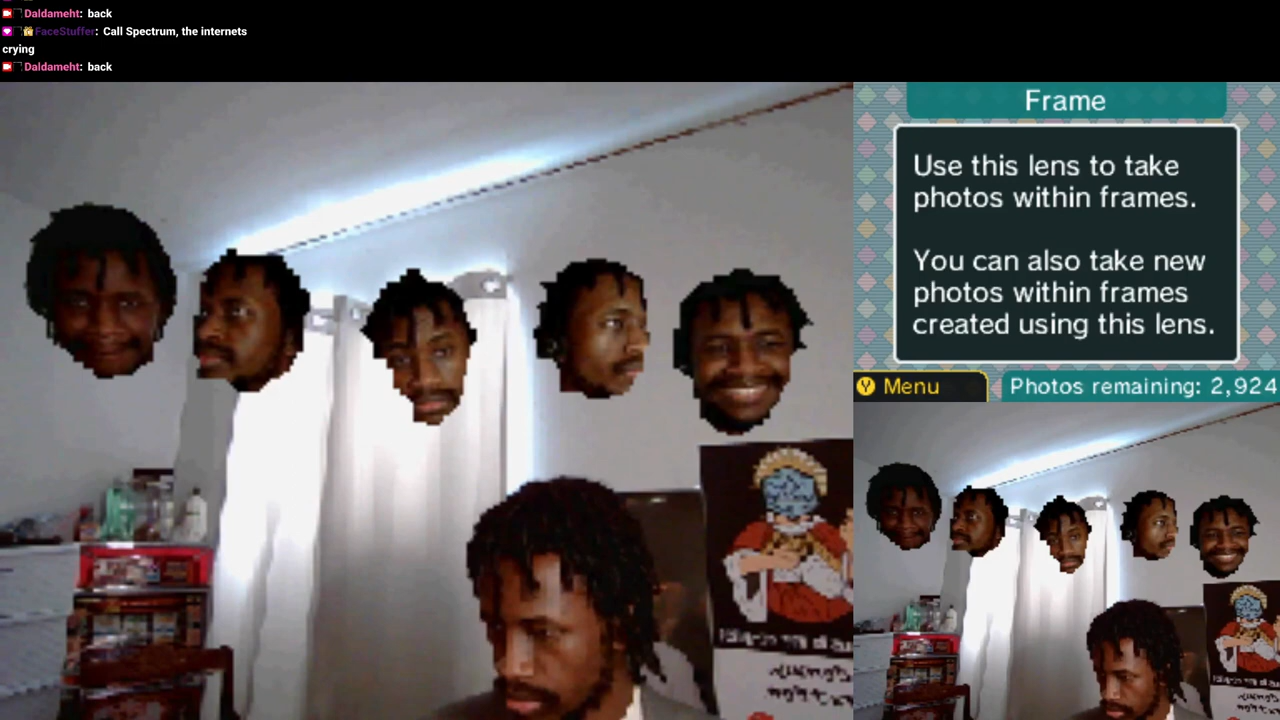 Daldameht: back
FaceStuffer: Call Spectrum, the internets
crying
Daldameht: back
Frame
Use this lens to take
photos within frames.
You can also take new
photos within frames
created using this lens.
Y Menu
Photos remaining: 2,924